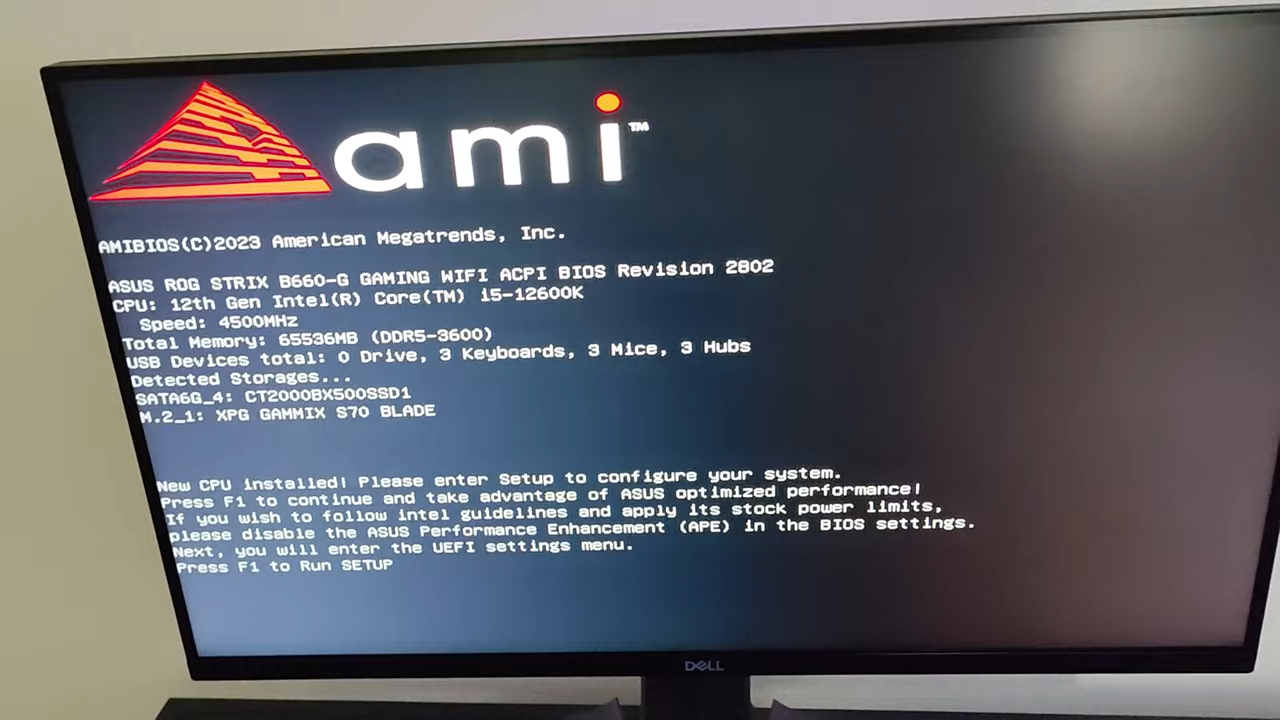 ami™
AMIBIOS(C)2023 American Megatrends, Inc.
ASUS ROG STRIX B660-G GAMING WIFI ACPI BIOS Revision 2802
CPU: 12th Gen Intel(R) Core(TM) i5-12600K
Speed: 4500MHz
Total Memory: 65536MB (DDR5-3600)
USB Devices total: 0 Drive, 3 Keyboards, 3 Mice, 3 Hubs
Detected Storages...
SATA6G_4: CT2000BX500SSD1
M.2_1: XPG GAMMIX S70 BLADE
New CPU installed! Please enter Setup to configure your system.
Press F1 to continue and take advantage of ASUS optimized performance!
If you wish to follow intel guidelines and apply its stock power limits,
please disable the ASUS Performance Enhancement (APE) in the BIOS settings.
Next, you will enter the UEFI settings menu.
Press F1 to Run SETUP
DELL